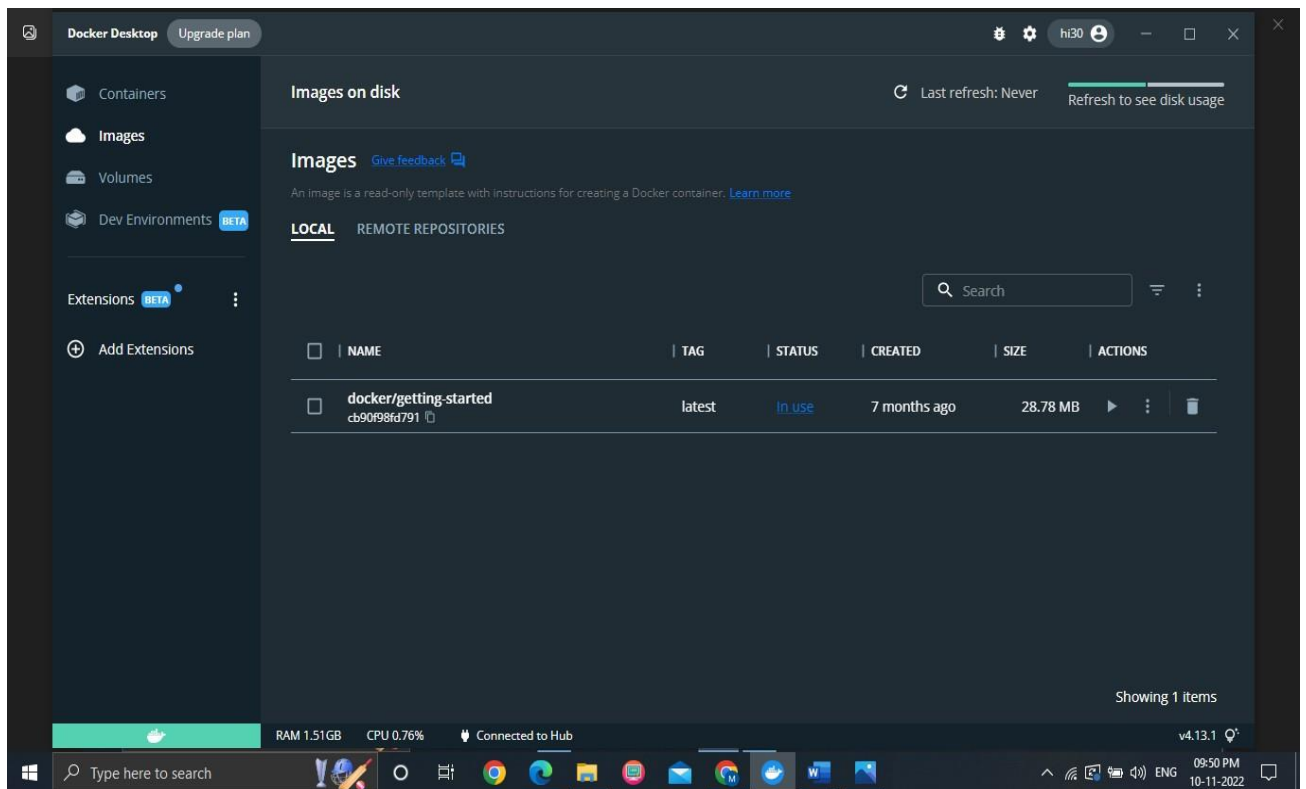 Docker Desktop Upgrade plan hi30
Containers
Images
Volumes
Dev Environments BETA
Extensions BETA
Add Extensions
Images on disk Last refresh: Never Refresh to see disk usage
Images Give feedback
An image is a read-only template with instructions for creating a Docker container. Learn more
LOCAL REMOTE REPOSITORIES
Search
NAME TAG STATUS CREATED SIZE ACTIONS
docker/getting-started latest In use 7 months ago 28.78 MB
cb90f98fd791
Showing 1 items
RAM 1.51GB CPU 0.76% Connected to Hub v4.13.1
Type here to search M W ENG 09:50 PM
10-11-2022